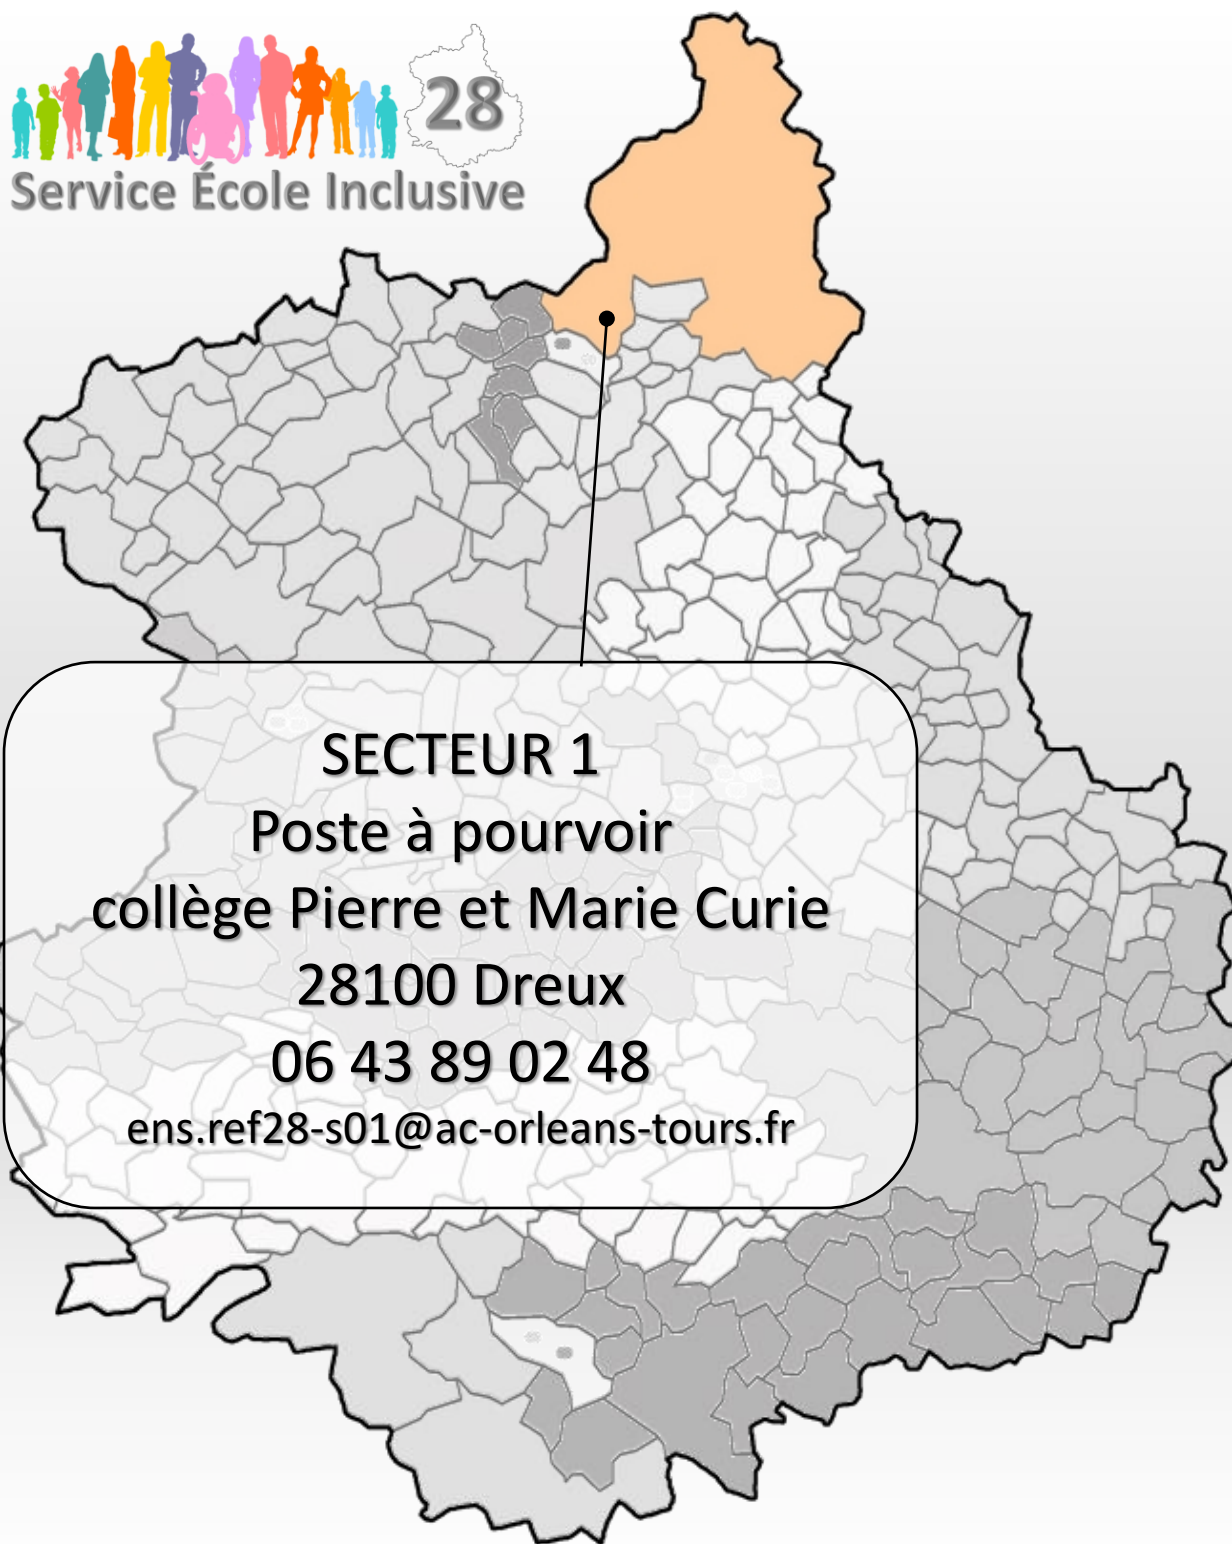 28
Service École Inclusive
SECTEUR 1
Poste à pourvoir
collège Pierre et Marie Curie
28100 Dreux
06 43 89 02 48
ens.ref28-s01@ac-orleans-tours.fr